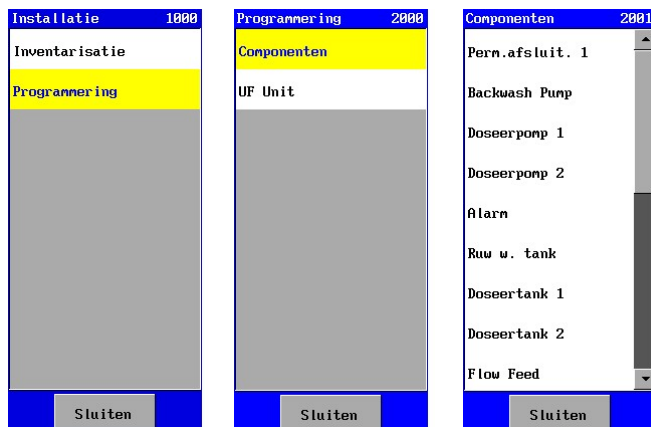 Installatie 1000
Inventarisatie
Programmering
Sluiten
Programmering 2000
Componenten
UF Unit
Sluiten
Componenten 2001
Perm.afsluit. 1
Backwash Pump
Doseerpomp 1
Doseerpomp 2
Alarm
Ruw w. tank
Doseertank 1
Doseertank 2
Flow Feed
Sluiten